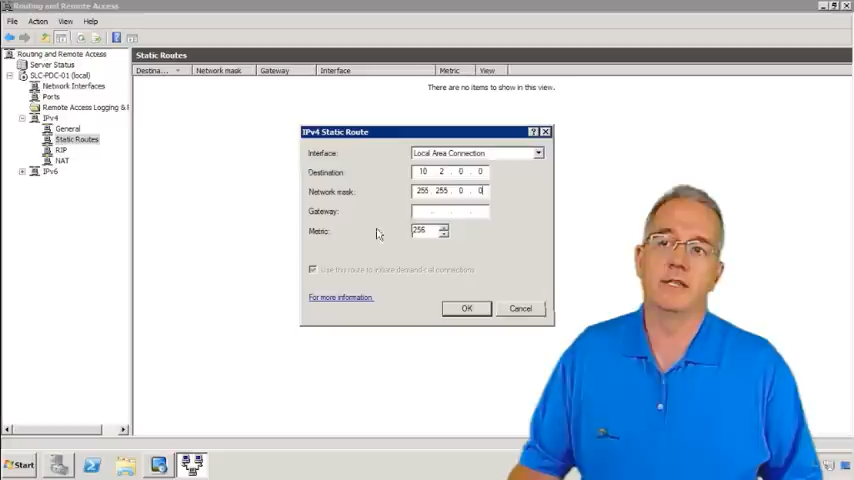 Routing and Remote Access
File Action View Help
Routing and Remote Access
Server Status
SLC-PDC-01 (local)
Network Interfaces
Ports
Remote Access Logging & I
IPv4
General
Static Routes
RIP
NAT
IPv6
Static Routes
Destina... Network mask Gateway Interface Metric View
There are no items to show in this view.
IPv4 Static Route
Interface: Local Area Connection
Destination: 10 . 2 . 0 . 0
Network mask: 255 . 255 . 0 . 0
Gateway: . . .
Metric: 256
Use this route to initiate demand-dial connections
For more information
OK Cancel
Start